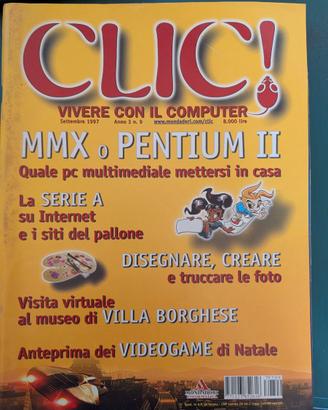 CLIC!
VIVERE CON IL COMPUTER
Settembre 1997 Anno 3 n. 9 www.mondadori.com/clic 8.000 lire
MMX o PENTIUM II
Quale pc multimediale mettersi in casa
La SERIE A
su Internet
e i siti del pallone
DISEGNARE, CREARE
e truccare le foto
Visita virtuale
al museo di VILLA BORGHESE
Anteprima dei VIDEOGAME di Natale
MONDADORI